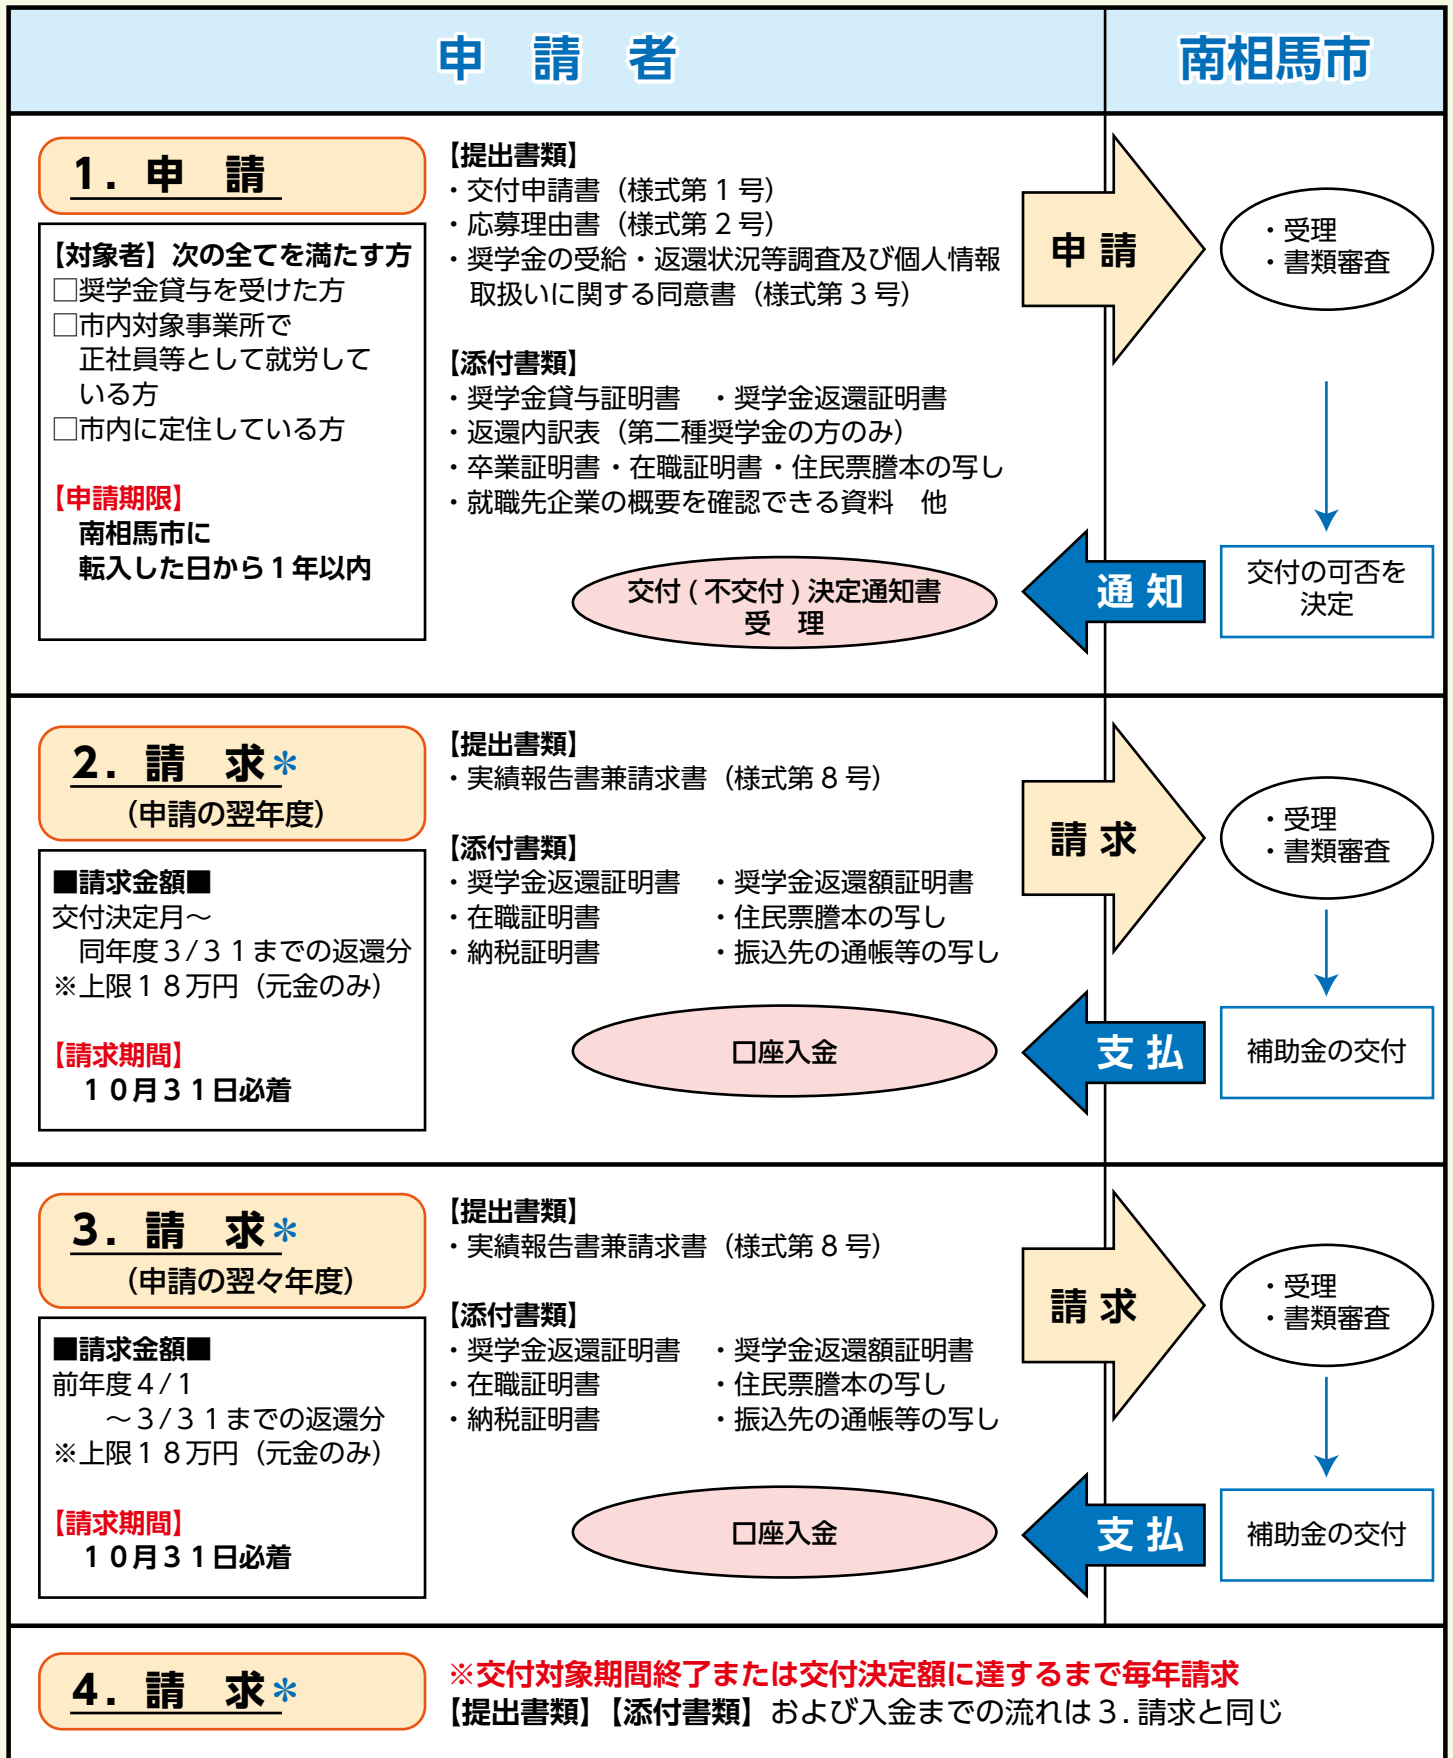 申 請 者
南相馬市
1. 申 請
【対象者】次の全てを満たす方
□奨学金貸与を受けた方
□市内対象事業所で
正社員等として就労して
いる方
□市内に定住している方
【申請期限】
南相馬市に
転入した日から1年以内
【提出書類】
・交付申請書（様式第1号）
・応募理由書（様式第2号）
・奨学金の受給・返還状況等調査及び個人情報
取扱いに関する同意書（様式第3号）
【添付書類】
・奨学金貸与証明書　・奨学金返還証明書
・返還内訳表（第二種奨学金の方のみ）
・卒業証明書・在職証明書・住民票謄本の写し
・就職先企業の概要を確認できる資料　他
申 請
・受理
・書類審査
交付の可否を
決定
通 知
交付(不交付)決定通知書
受　理
2. 請 求＊
（申請の翌年度）
■請求金額■
交付決定月～
同年度3/31までの返還分
※上限18万円（元金のみ）
【請求期間】
10月31日必着
【提出書類】
・実績報告書兼請求書（様式第8号）
【添付書類】
・奨学金返還証明書　・奨学金返還額証明書
・在職証明書　・住民票謄本の写し
・納税証明書　・振込先の通帳等の写し
請 求
・受理
・書類審査
補助金の交付
支 払
口座入金
3. 請 求＊
（申請の翌々年度）
■請求金額■
前年度4/1
～3/31までの返還分
※上限18万円（元金のみ）
【請求期間】
10月31日必着
【提出書類】
・実績報告書兼請求書（様式第8号）
【添付書類】
・奨学金返還証明書　・奨学金返還額証明書
・在職証明書　・住民票謄本の写し
・納税証明書　・振込先の通帳等の写し
請 求
・受理
・書類審査
補助金の交付
支 払
口座入金
4. 請 求＊
※交付対象期間終了または交付決定額に達するまで毎年請求
【提出書類】【添付書類】および入金までの流れは3.請求と同じ